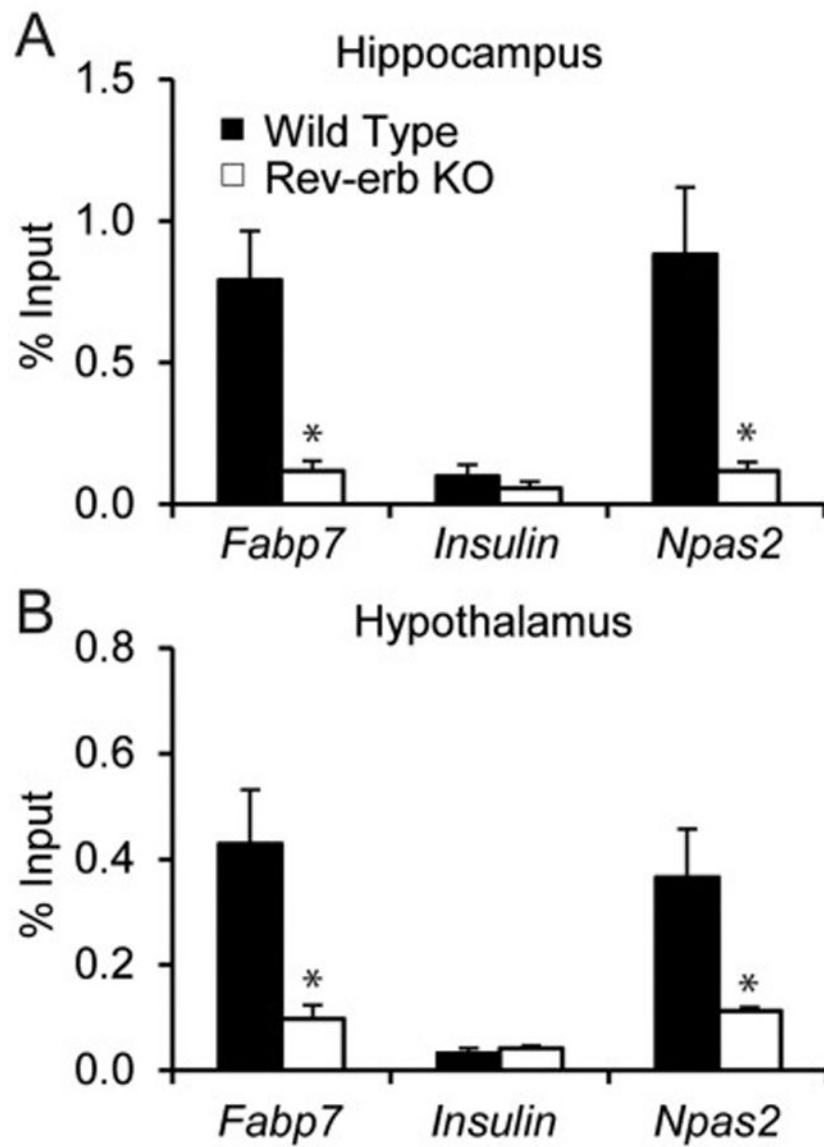 A
Hippocampus
1.5
Wild Type
Rev-erb KO
1.0
% Input
0.5
*
*
0.0
Fabp7 Insulin Npas2
B
Hypothalamus
0.8
0.6
% Input
0.4
0.2
*
*
0.0
Fabp7 Insulin Npas2